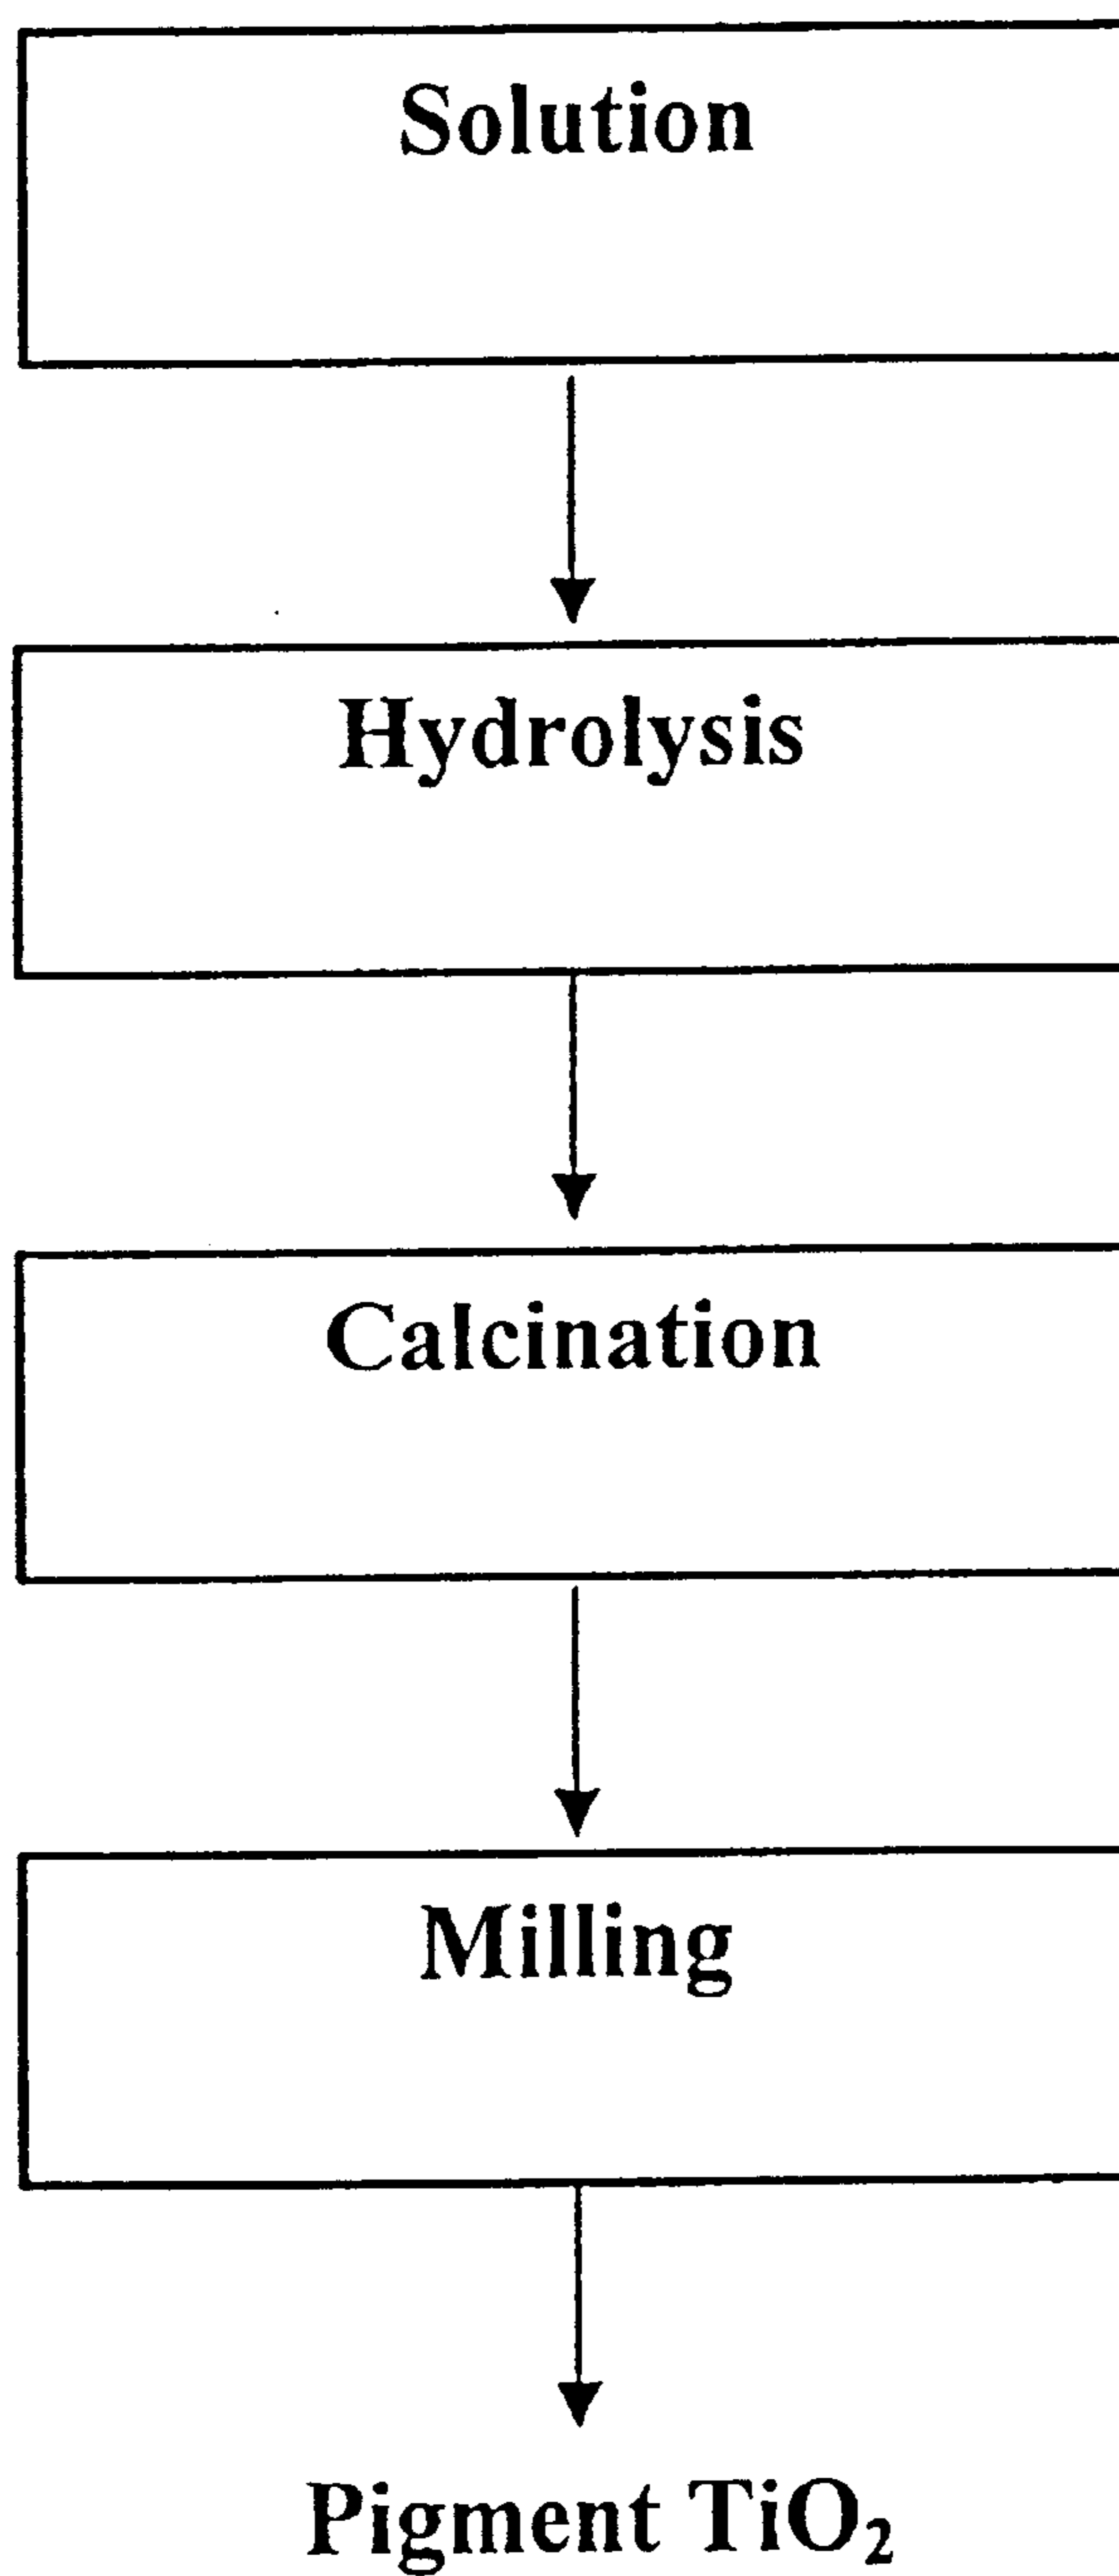 Solution
Hydrolysis
Calcination
Milling
Pigment TiO₂